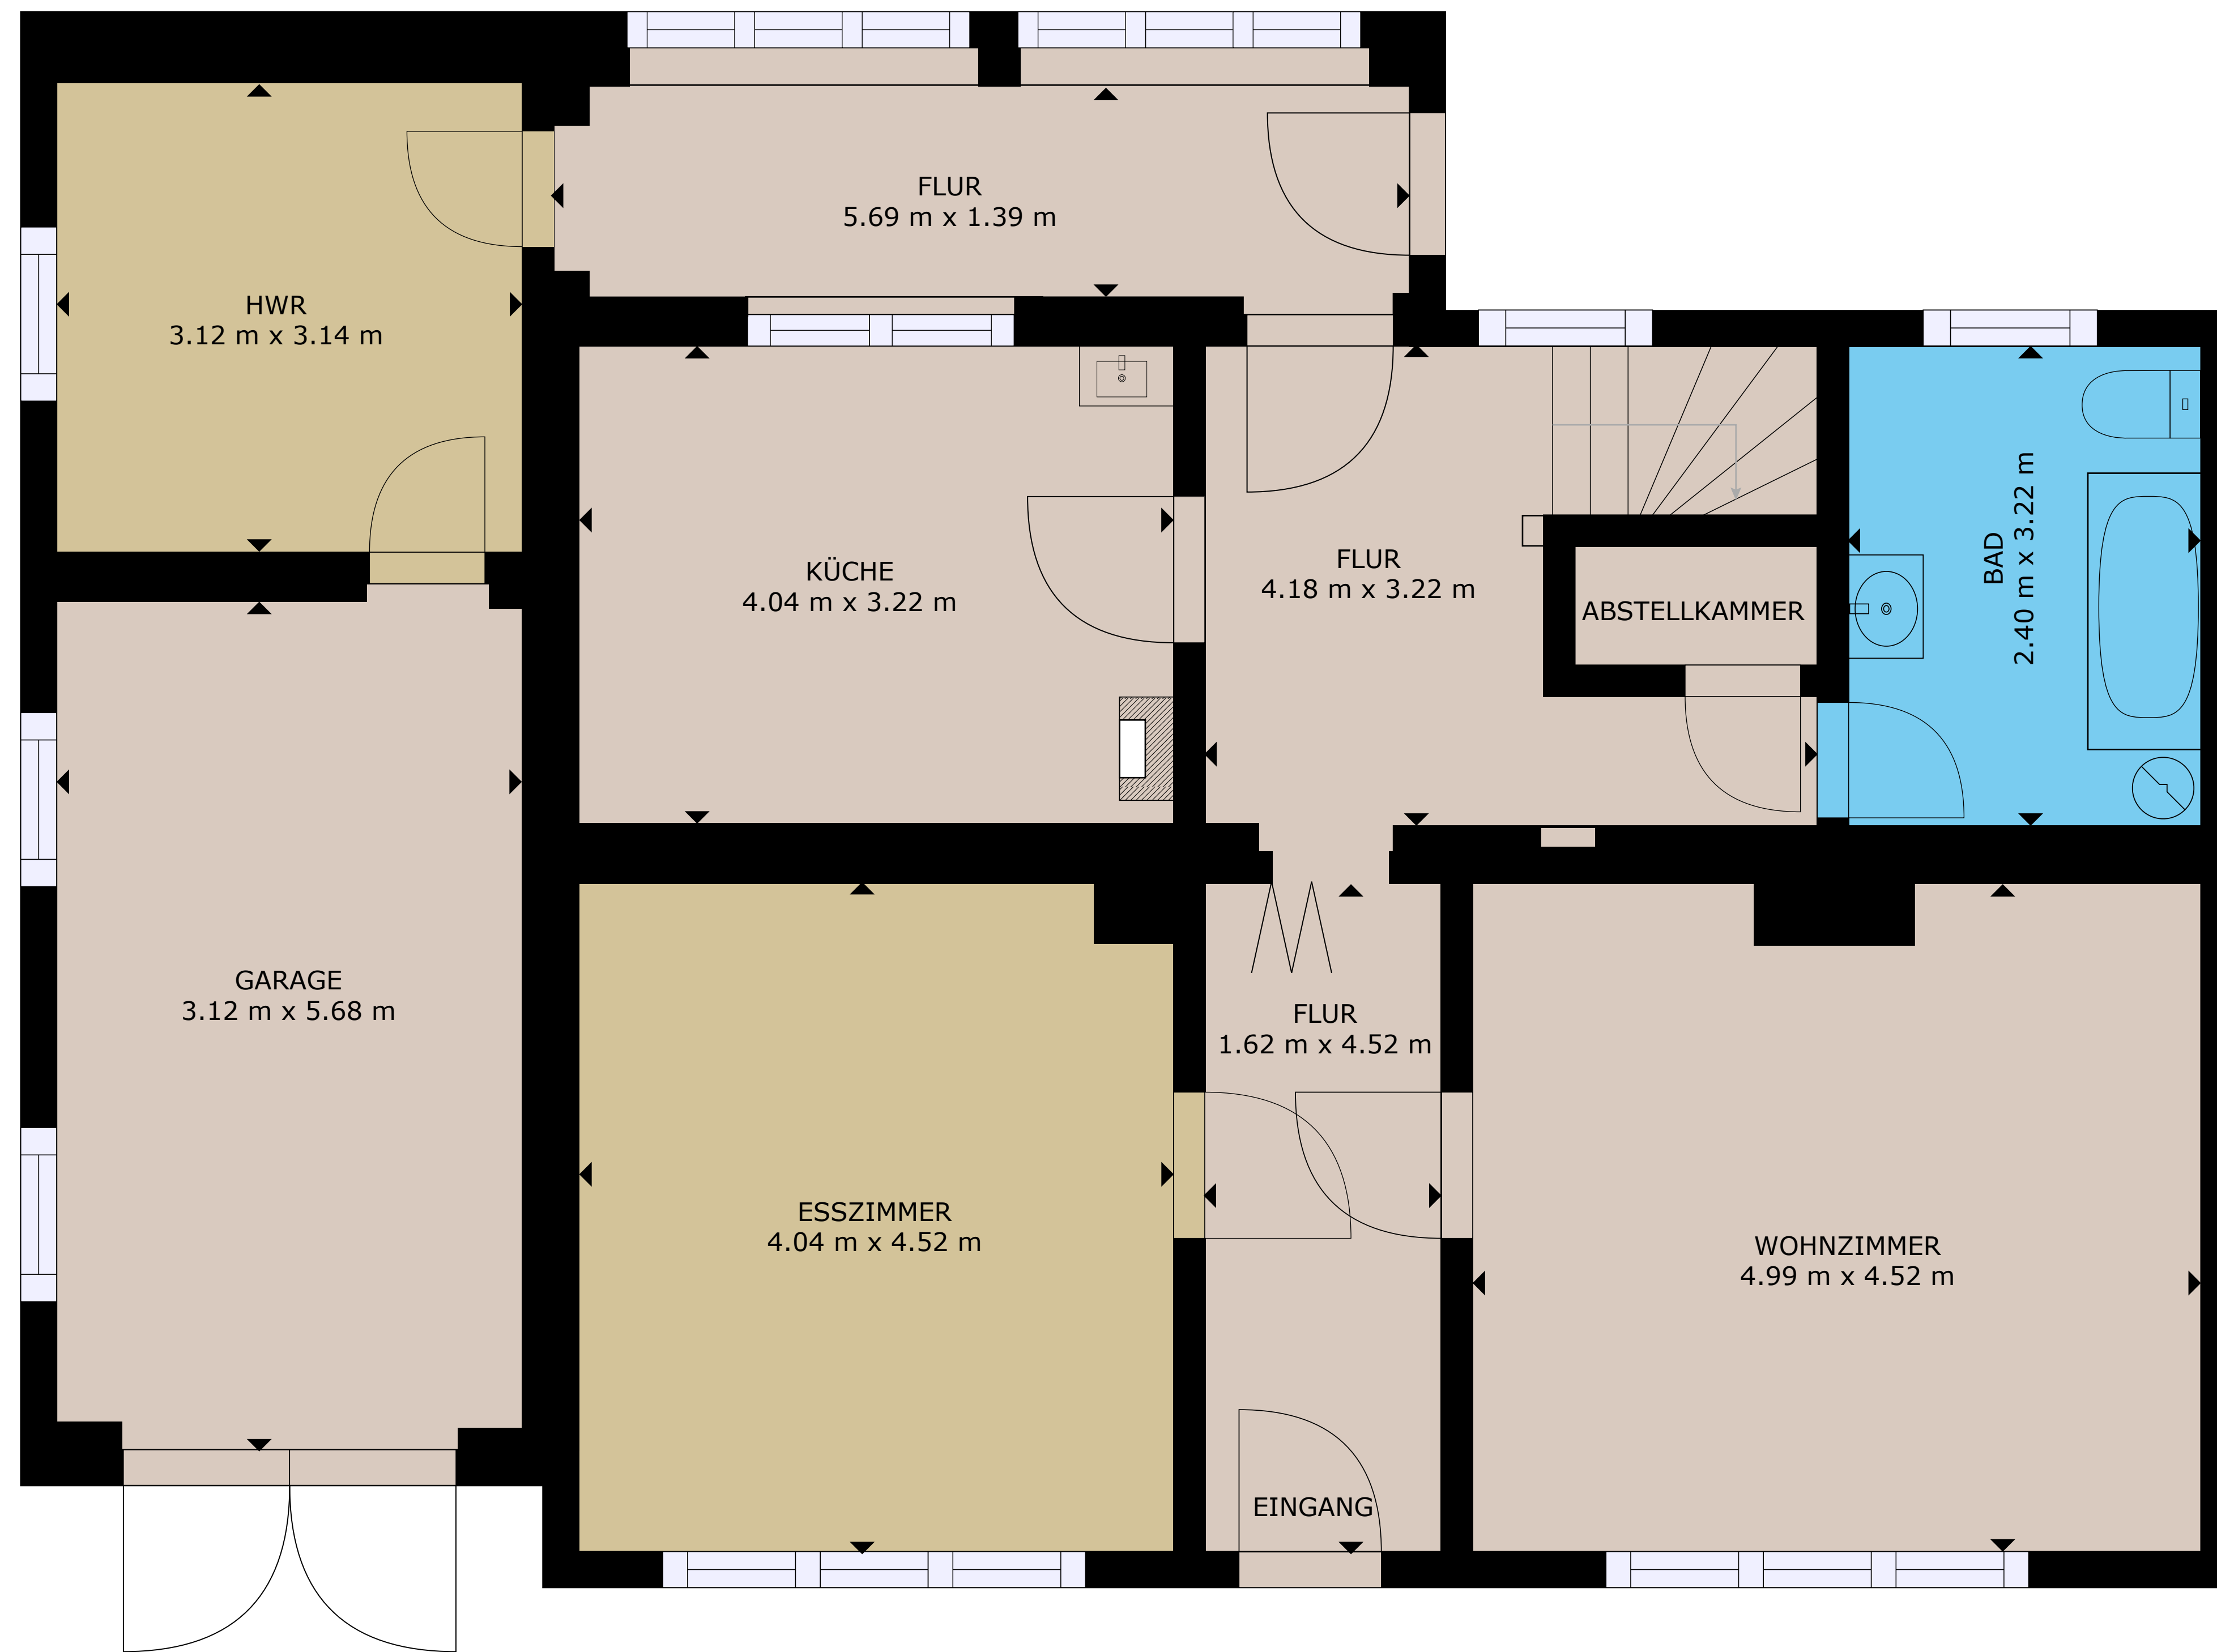 FLUR
5.69 m x 1.39 m
HWR
3.12 m x 3.14 m
KÜCHE
4.04 m x 3.22 m
FLUR
4.18 m x 3.22 m
ABSTELLKAMMER
BAD
2.40 m x 3.22 m
GARAGE
3.12 m x 5.68 m
FLUR
1.62 m x 4.52 m
ESSZIMMER
4.04 m x 4.52 m
WOHNZIMMER
4.99 m x 4.52 m
EINGANG